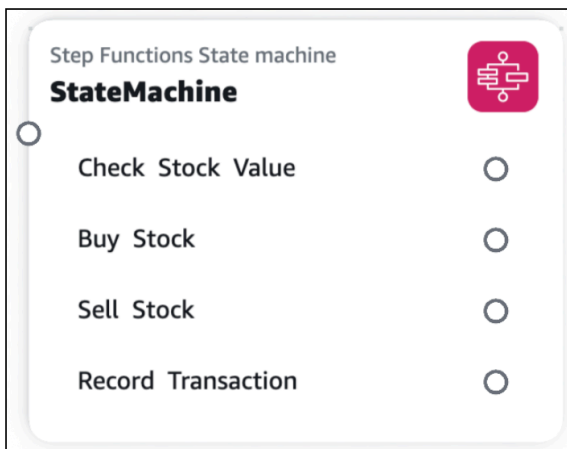 Step Functions State machine
StateMachine
Check Stock Value
Buy Stock
Sell Stock
Record Transaction